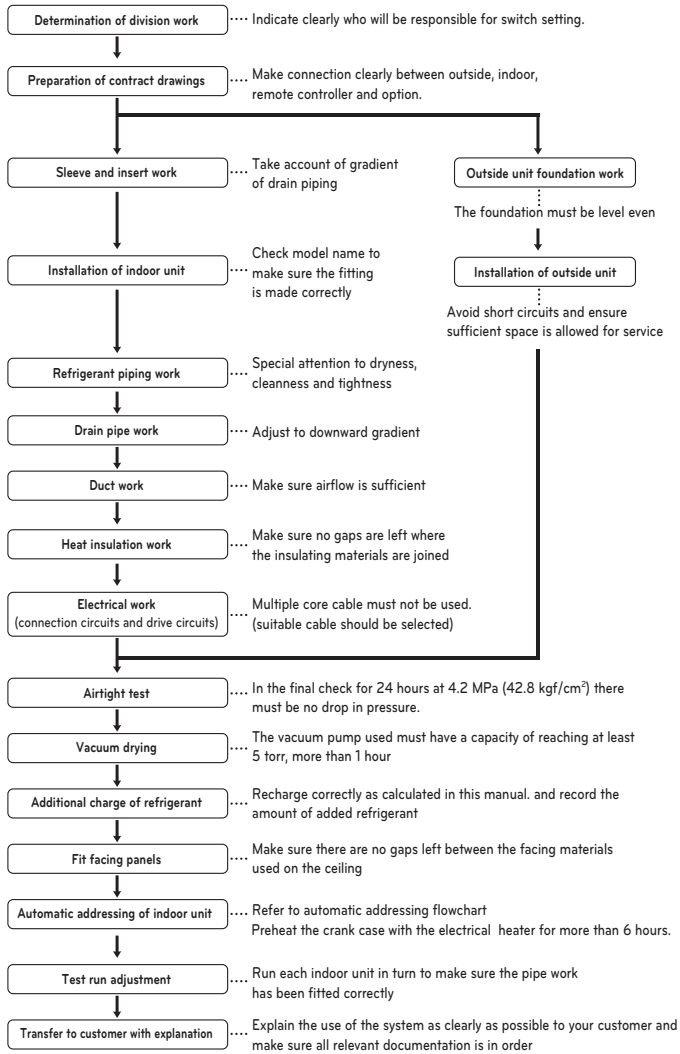 Determination of division work
···· Indicate clearly who will be responsible for switch setting.
Preparation of contract drawings
···· Make connection clearly between outside, indoor,
remote controller and option.
Sleeve and insert work
···· Take account of gradient
of drain piping
Outside unit foundation work
The foundation must be level even
Installation of indoor unit
···· Check model name to
make sure the fitting
is made correctly
Installation of outside unit
Avoid short circuits and ensure
sufficient space is allowed for service
Refrigerant piping work
···· Special attention to dryness,
cleanness and tightness
Drain pipe work
···· Adjust to downward gradient
Duct work
···· Make sure airflow is sufficient
Heat insulation work
···· Make sure no gaps are left where
the insulating materials are joined
Electrical work
(connection circuits and drive circuits)
···· Multiple core cable must not be used.
(suitable cable should be selected)
Airtight test
···· In the final check for 24 hours at 4.2 MPa (42.8 kgf/cm²) there
must be no drop in pressure.
Vacuum drying
···· The vacuum pump used must have a capacity of reaching at least
5 torr, more than 1 hour
Additional charge of refrigerant
···· Recharge correctly as calculated in this manual. and record the
amount of added refrigerant
Fit facing panels
···· Make sure there are no gaps left between the facing materials
used on the ceiling
Automatic addressing of indoor unit
···· Refer to automatic addressing flowchart
Preheat the crank case with the electrical heater for more than 6 hours.
Test run adjustment
···· Run each indoor unit in turn to make sure the pipe work
has been fitted correctly
Transfer to customer with explanation
···· Explain the use of the system as clearly as possible to your customer and
make sure all relevant documentation is in order